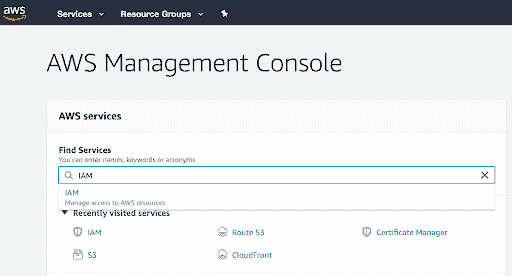 aws
Services
Resource Groups
AWS Management Console
AWS services
Find Services
You can enter names, keywords or acronyms.
IAM
IAM
Manage access to AWS resources
Recently visited services
IAM
Route 53
Certificate Manager
S3
CloudFront